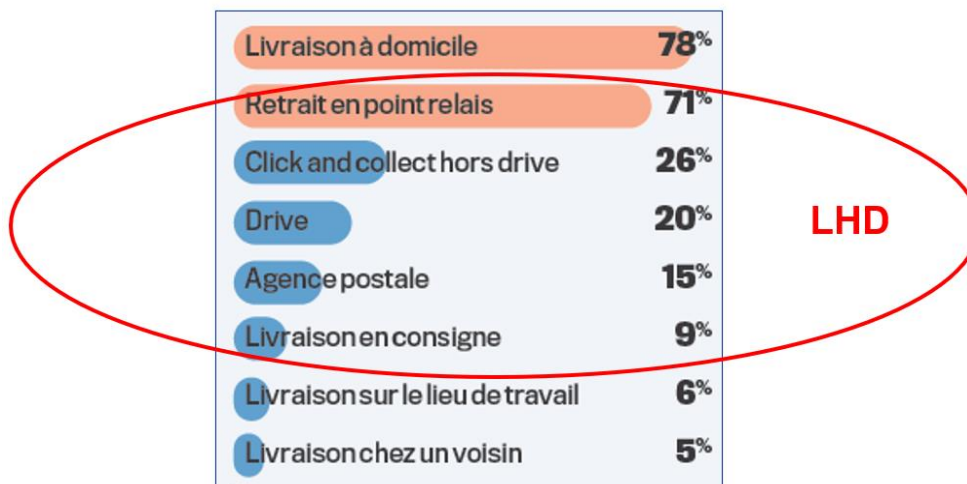 Livraison à domicile 78%
Retrait en point relais 71%
Click and collect hors drive 26%
Drive 20%
LHD
Agence postale 15%
Livraison en consigne 9%
Livraison sur le lieu de travail 6%
Livraison chez un voisin 5%